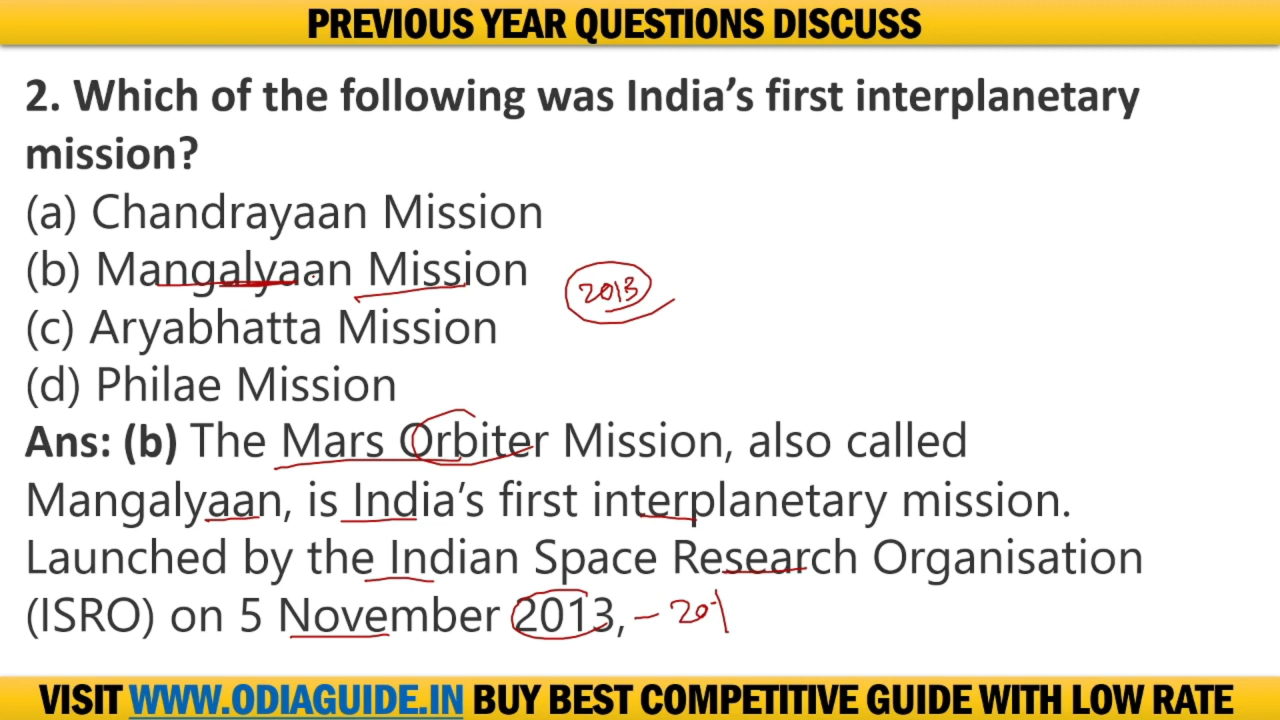 PREVIOUS YEAR QUESTIONS DISCUSS
2. Which of the following was India's first interplanetary
mission?
(a) Chandrayaan Mission
(b) Mangalyaan Mission
2013
(c) Aryabhatta Mission
(d) Philae Mission
Ans: (b) The Mars Orbiter Mission, also called
Mangalyaan, is India's first interplanetary mission.
Launched by the Indian Space Research Organisation
(ISRO) on 5 November 2013,
VISIT WWW.ODIAGUIDE.IN BUY BEST COMPETITIVE GUIDE WITH LOW RATE